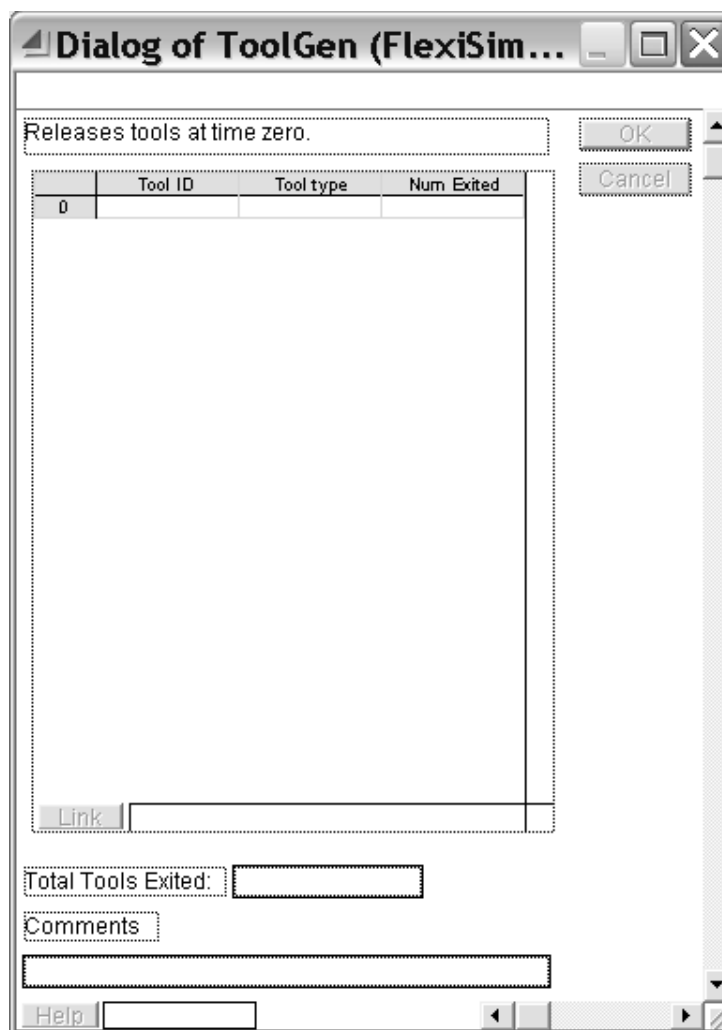 Dialog of ToolGen (FlexiSim...
Releases tools at time zero.
OK
Cancel
Tool ID Tool type Num Exited
0
Link
Total Tools Exited:
Comments
Help